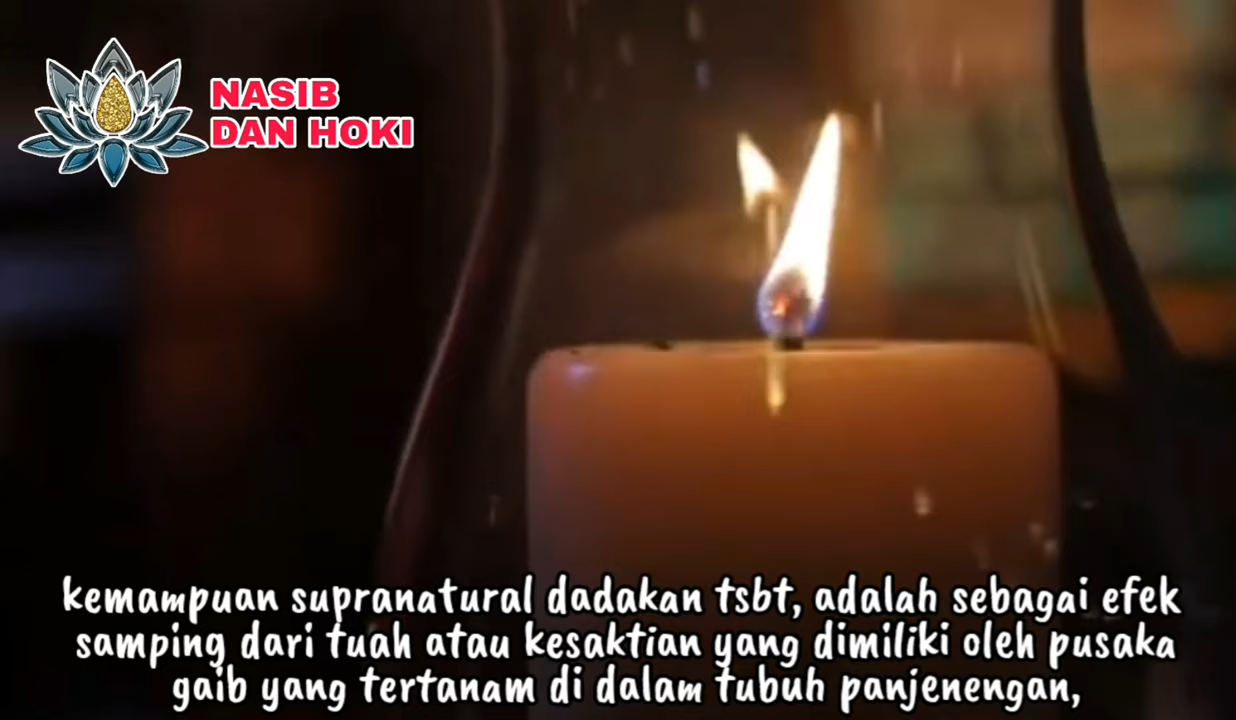 NASIB
DAN HOKI
kemampuan supranatural dadakan tsbt, adalah sebagai efek
samping dari tuah atau kesaktian yang dimiliki oleh pusaka
gaib yang tertanam di dalam tubuh panjenengan,